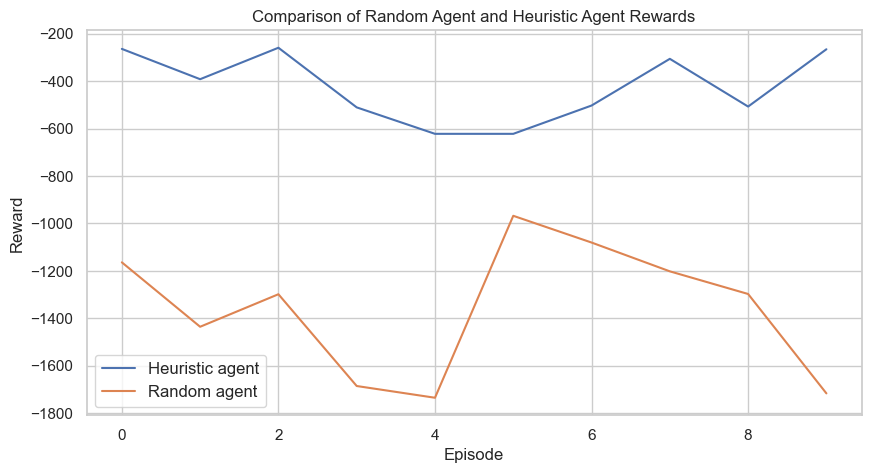 Comparison of Random Agent and Heuristic Agent Rewards
−200
−400
−600
−800
−1000
−1200
−1400
−1600
−1800
Reward
Heuristic agent
Random agent
0 2 4 6 8
Episode